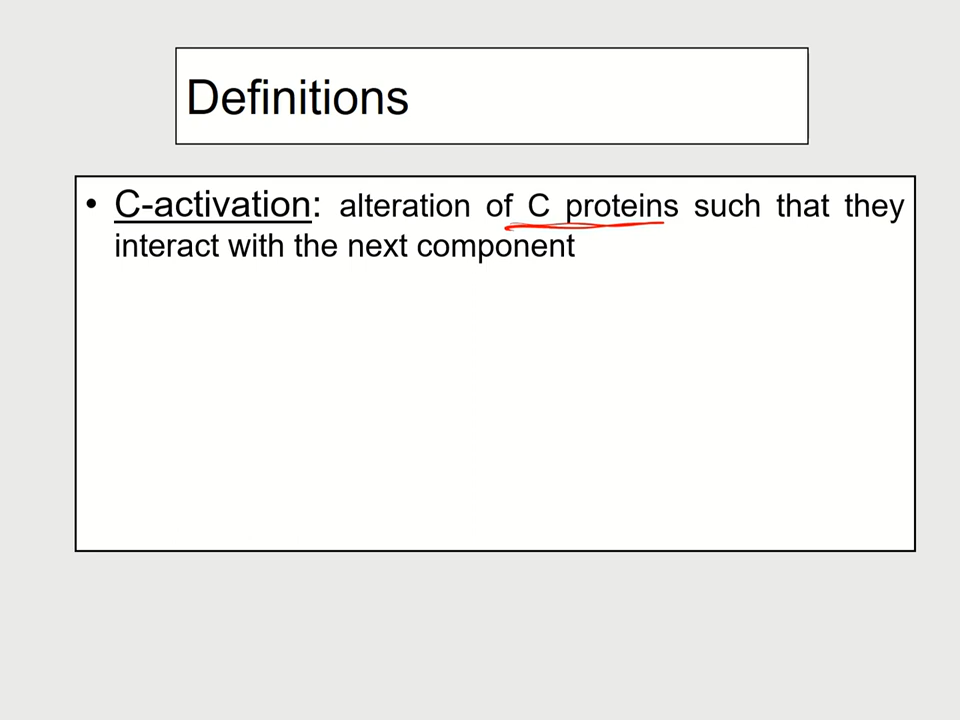 Definitions
• C-activation: alteration of C proteins such that they
interact with the next component